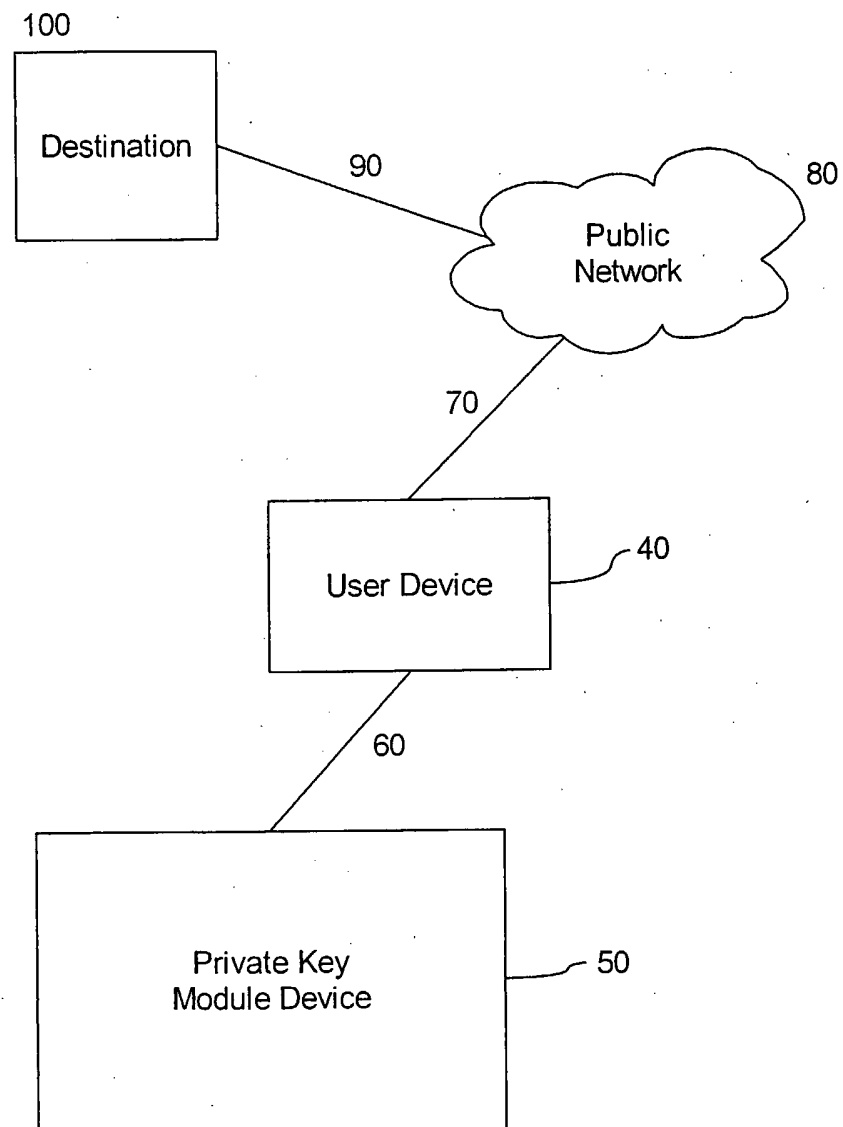 100
Destination
90
80
Public
Network
70
User Device
40
60
Private Key
Module Device
50